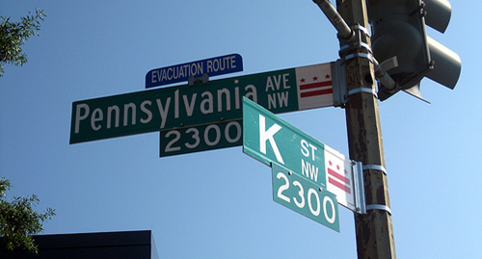 EVACUATION ROUTE
Pennsylvania AVE NW
2300
K ST NW
2300